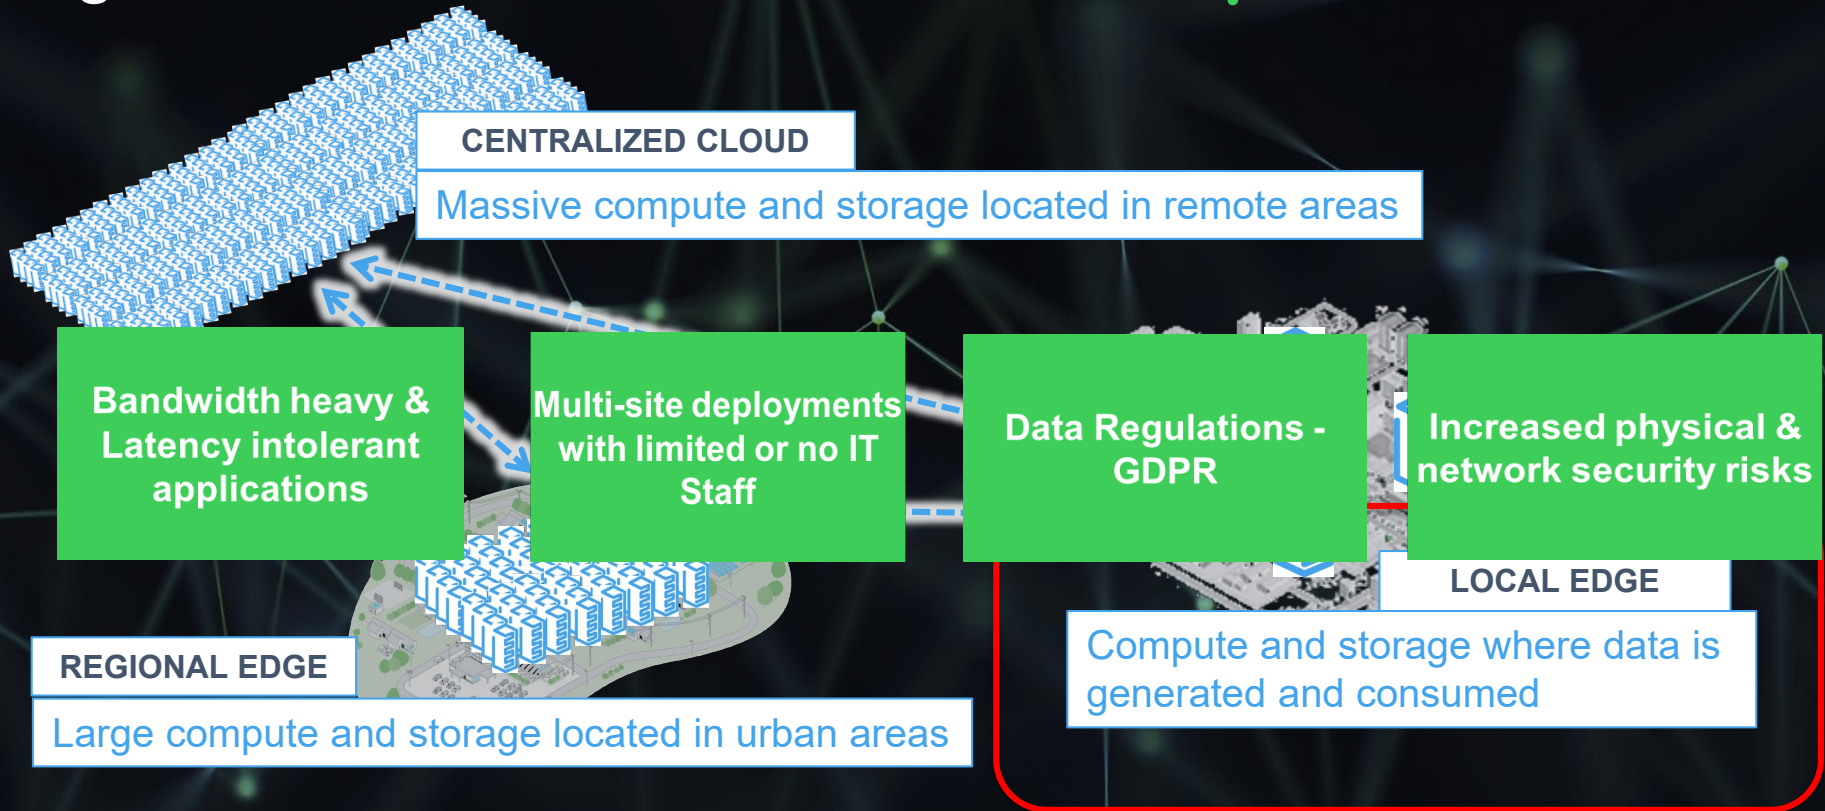 CENTRALIZED CLOUD
Massive compute and storage located in remote areas
Bandwidth heavy &
Latency intolerant
applications
Multi-site deployments
with limited or no IT
Staff
Data Regulations -
GDPR
Increased physical &
network security risks
LOCAL EDGE
Compute and storage where data is
generated and consumed
REGIONAL EDGE
Large compute and storage located in urban areas